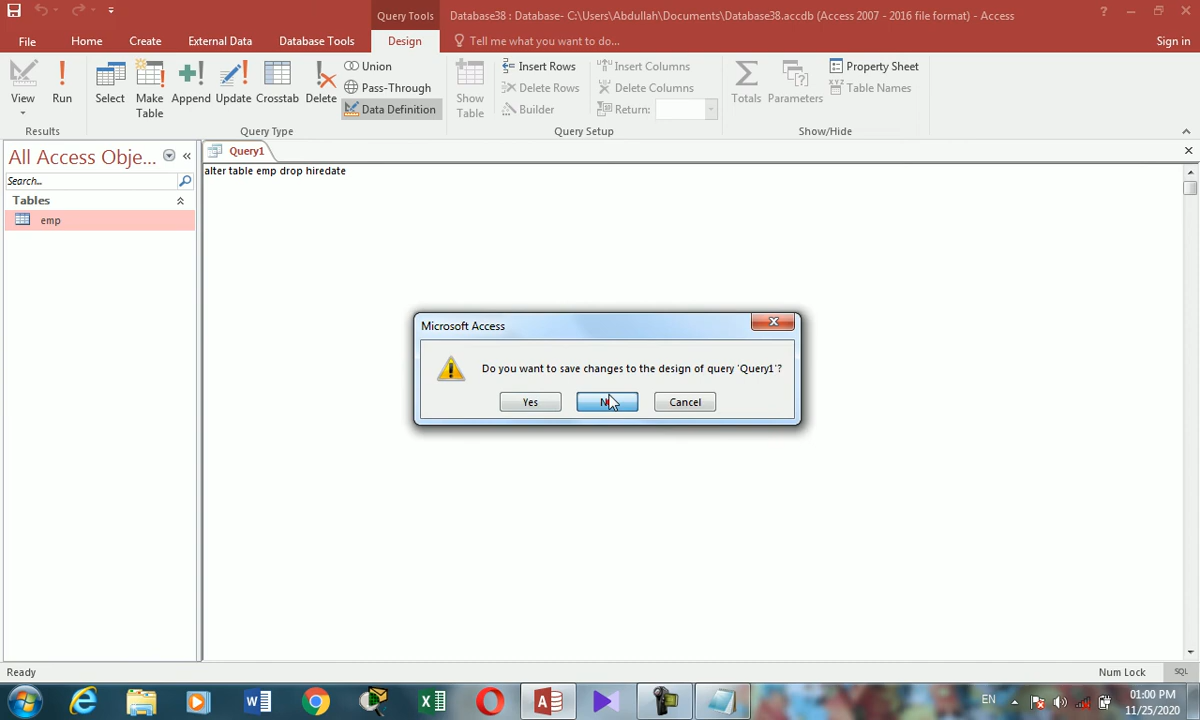 Query Tools
Database38 : Database- C:\Users\Abdullah\Documents\Database38.accdb (Access 2007 - 2016 file format) - Access
?
File
Home
Create
External Data
Database Tools
Design
Tell me what you want to do...
Sign in
View
Run
Select
Make Table
Append
Update
Crosstab
Delete
Union
Pass-Through
Data Definition
Show Table
Insert Rows
Delete Rows
Builder
Insert Columns
Delete Columns
Return:
Totals
Parameters
Property Sheet
XYZ Table Names
Results
Query Type
Query Setup
Show/Hide
All Access Obje...
Search...
Tables
emp
Query1
alter table emp drop hiredate
Microsoft Access
Do you want to save changes to the design of query 'Query1'?
Yes
Cancel
Ready
Num Lock
SQL
EN
01:00 PM
11/25/2020